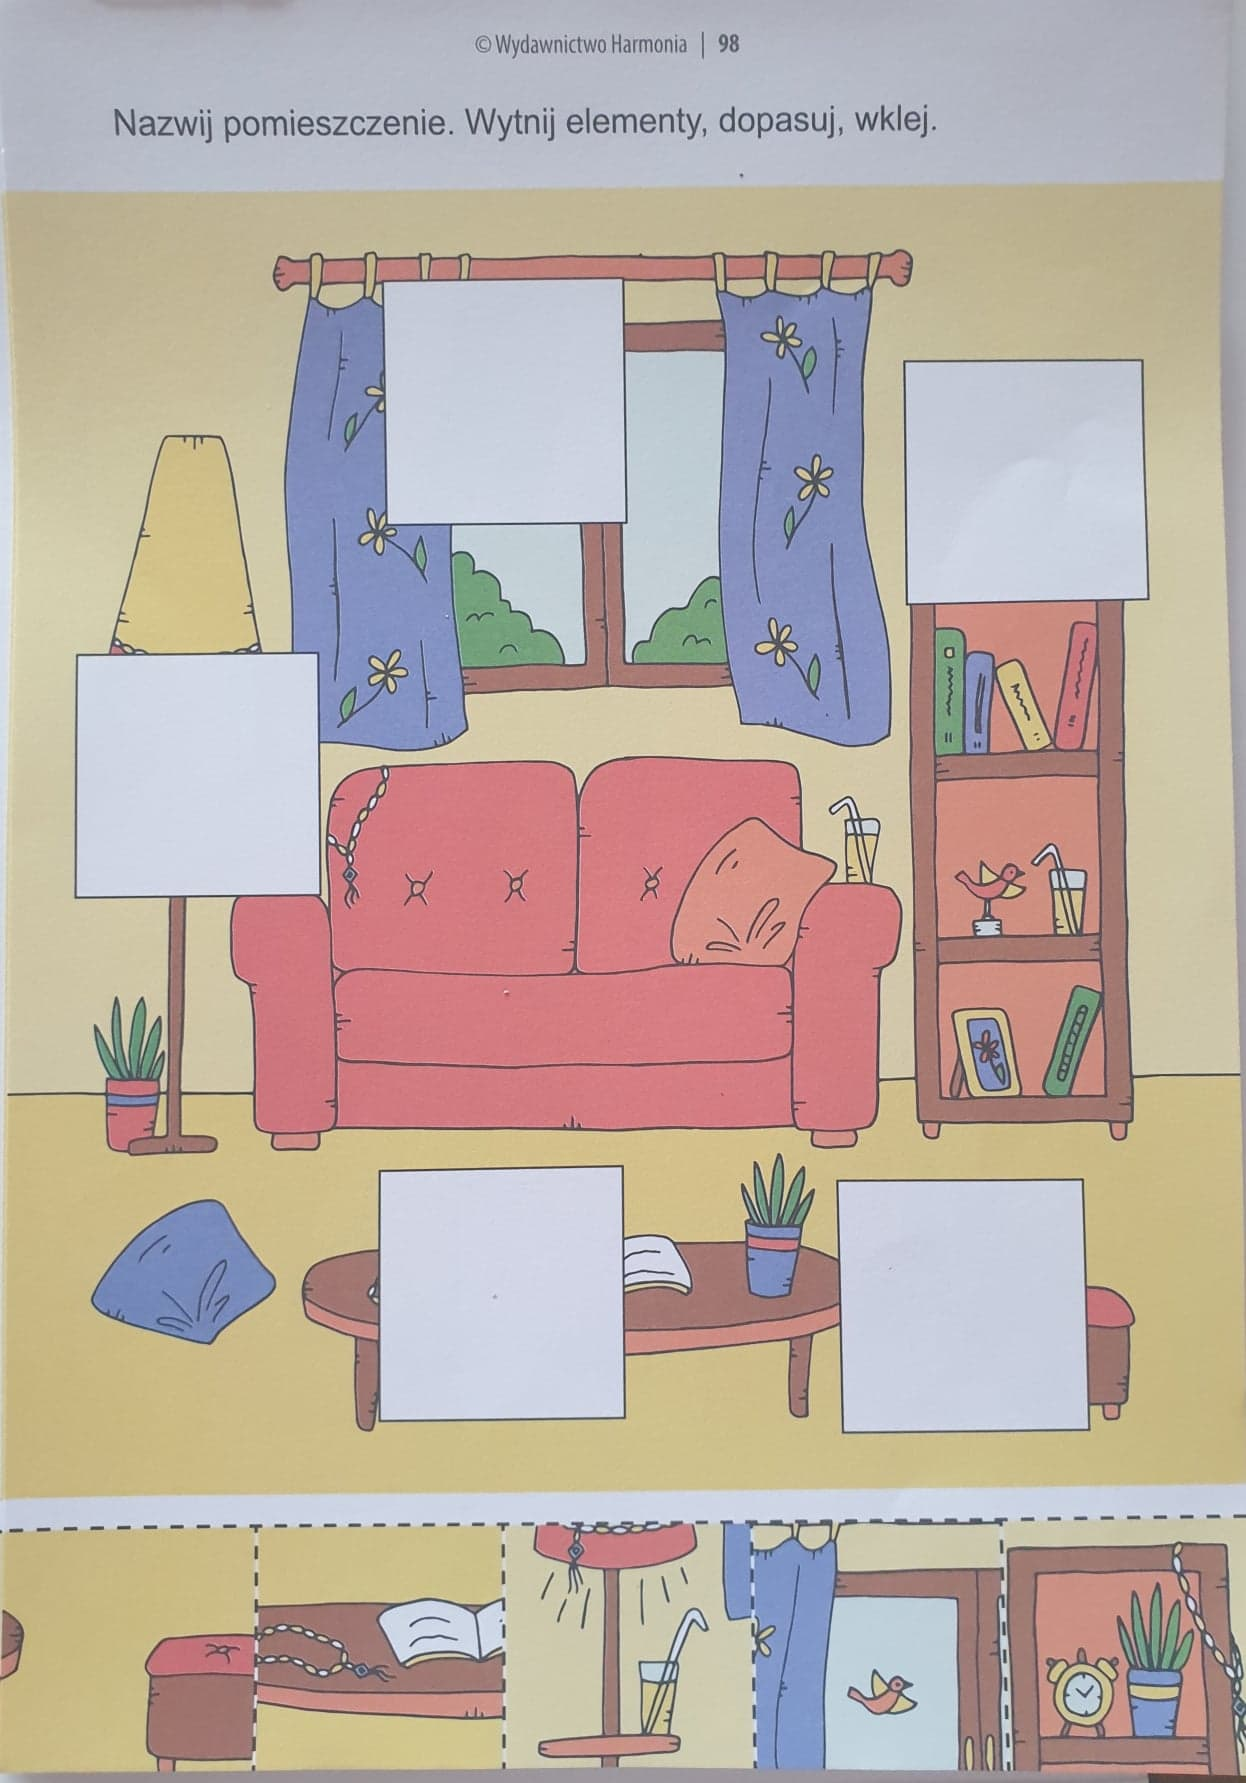 © Wydawnictwo Harmonia | 98
Nazwij pomieszczenie. Wytnij elementy, dopasuj, wklej.